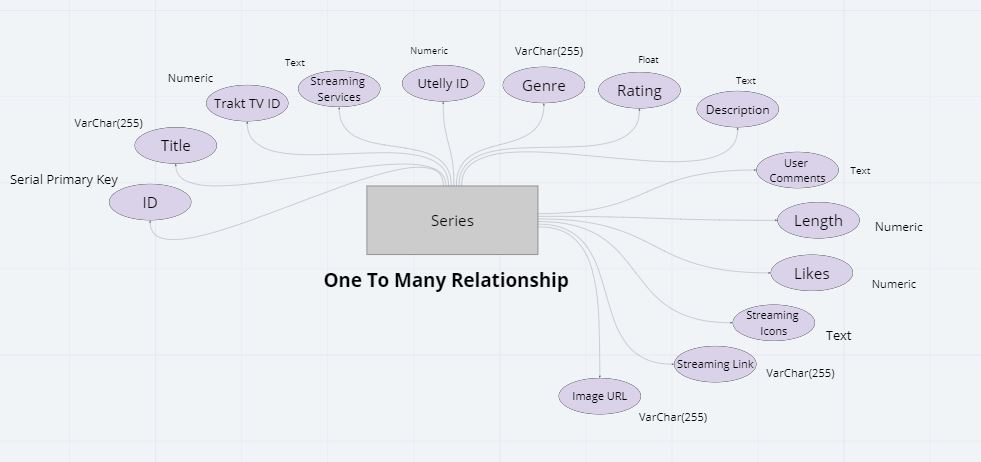 Numeric
VarChar(255)
Float
Text
Text
Numeric
Utelly ID
Genre
Rating
Streaming
Services
Description
Trakt TV ID
VarChar(255)
Title
User
Comments
Text
Serial Primary Key
ID
Series
Length
Numeric
One To Many Relationship
Likes
Numeric
Streaming
Icons
Text
Streaming Link
VarChar(255)
Image URL
VarChar(255)